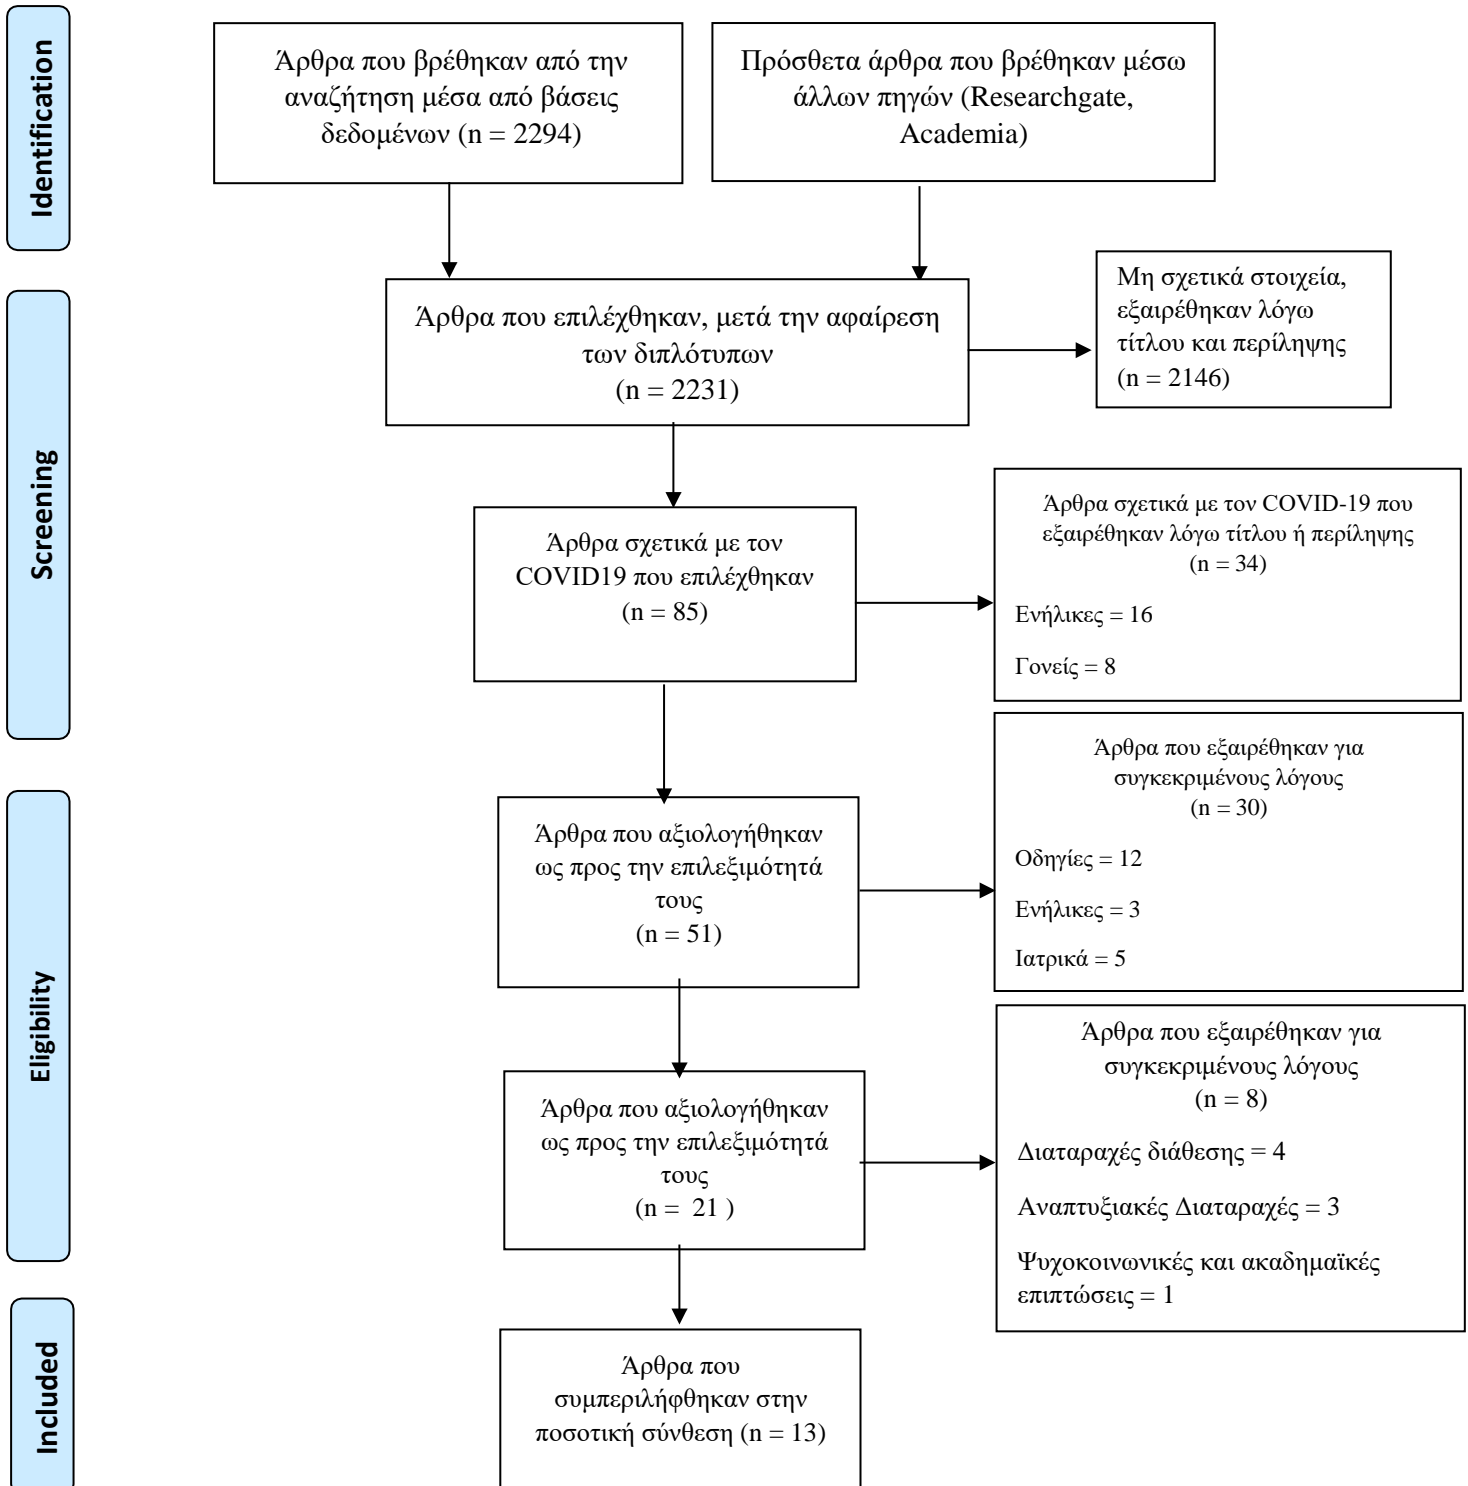 Identification
Άρθρα που βρέθηκαν από την
αναζήτηση μέσα από βάσεις
δεδομένων (n = 2294)
Πρόσθετα άρθρα που βρέθηκαν μέσω
άλλων πηγών (Researchgate,
Academia)
Screening
Άρθρα που επιλέχθηκαν, μετά την αφαίρεση
των διπλότυπων
(n = 2231)
Μη σχετικά στοιχεία,
εξαιρέθηκαν λόγω
τίτλου και περίληψης
(n = 2146)
Άρθρα σχετικά με τον
COVID19 που επιλέχθηκαν
(n = 85)
Άρθρα σχετικά με τον COVID-19 που
εξαιρέθηκαν λόγω τίτλου ή περίληψης
(n = 34)
Ενήλικες = 16
Γονείς = 8
Eligibility
Άρθρα που αξιολογήθηκαν
ως προς την επιλεξιμότητά
τους
(n = 51)
Άρθρα που εξαιρέθηκαν για
συγκεκριμένους λόγους
(n = 30)
Οδηγίες = 12
Ενήλικες = 3
Ιατρικά = 5
Άρθρα που αξιολογήθηκαν
ως προς την επιλεξιμότητά
τους
(n = 21 )
Άρθρα που εξαιρέθηκαν για
συγκεκριμένους λόγους
(n = 8)
Διαταραχές διάθεσης = 4
Αναπτυξιακές Διαταραχές = 3
Ψυχοκοινωνικές και ακαδημαϊκές
επιπτώσεις = 1
Included
Άρθρα που
συμπεριλήφθηκαν στην
ποσοτική σύνθεση (n = 13)